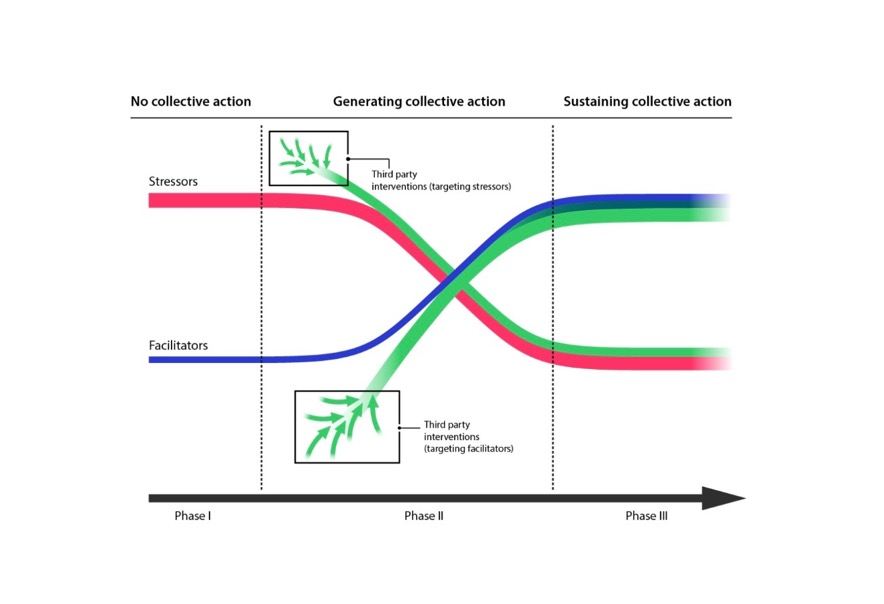 No collective action
Generating collective action
Sustaining collective action
Third party
interventions (targeting stressors)
Stressors
Facilitators
Third party
interventions
(targeting facilitators)
Phase I
Phase II
Phase III